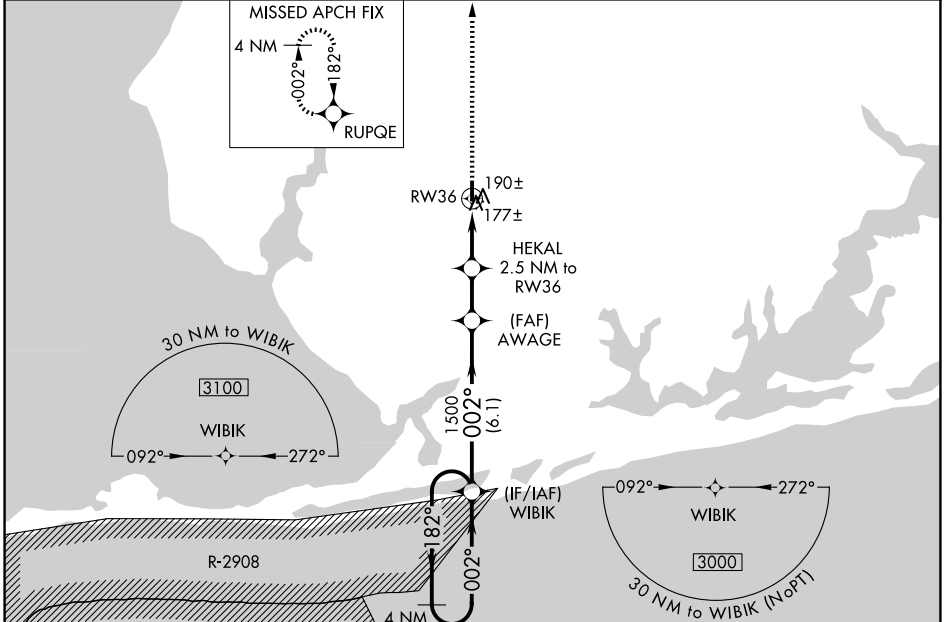 MISSED APCH FIX
4 NM
002°
182°
RUPQE
RW36
190±
177±
HEKAL
2.5 NM to
RW36
(FAF)
AWAGE
30 NM to WIBIK
3100
WIBIK
092°
272°
1500
002°
(6.1)
(IF/IAF)
WIBIK
182°
002°
4 NM
R-2908
092°
272°
WIBIK
3000
30 NM to WIBIK (NoPT)